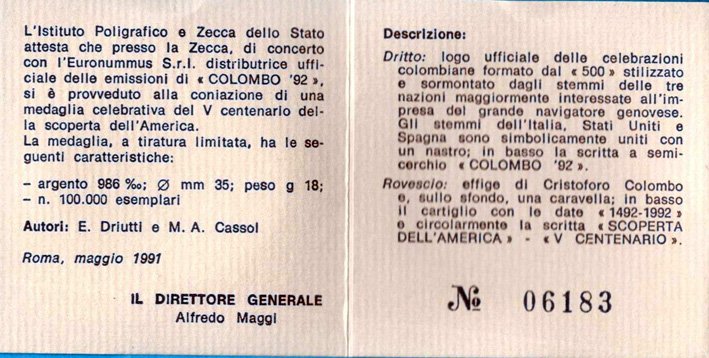 L'Istituto Poligrafico e Zecca dello Stato
attesta che presso la Zecca, di concerto
con l'Euronummus S.r.l. distributrice uffi-
ciale delle emissioni di « COLOMBO '92 »,
si è provveduto alla coniazione di una
medaglia celebrativa del V centenario del-
la scoperta dell'America.
La medaglia, a tiratura limitata, ha le se-
guenti caratteristiche:
– argento 986 ‰; Ø mm 35; peso g 18;
– n. 100.000 esemplari
Autori: E. Driutti e M. A. Cassol
Roma, maggio 1991
IL DIRETTORE GENERALE
Alfredo Maggi
Descrizione:
Dritto: logo ufficiale delle celebrazioni
colombiane formato dal « 500 » stilizzato
e sormontato dagli stemmi delle tre
nazioni maggiormente interessate all'im-
presa del grande navigatore genovese.
Gli stemmi dell'Italia, Stati Uniti e
Spagna sono simbolicamente uniti con
un nastro; in basso la scritta a semi-
cerchio « COLOMBO '92 ».
Rovescio: effige di Cristoforo Colombo
e, sullo sfondo, una caravella; in basso
il cartiglio con le date « 1492-1992 »
e circolarmente la scritta « SCOPERTA
DELL'AMERICA » - « V CENTENARIO ».
№ 06183